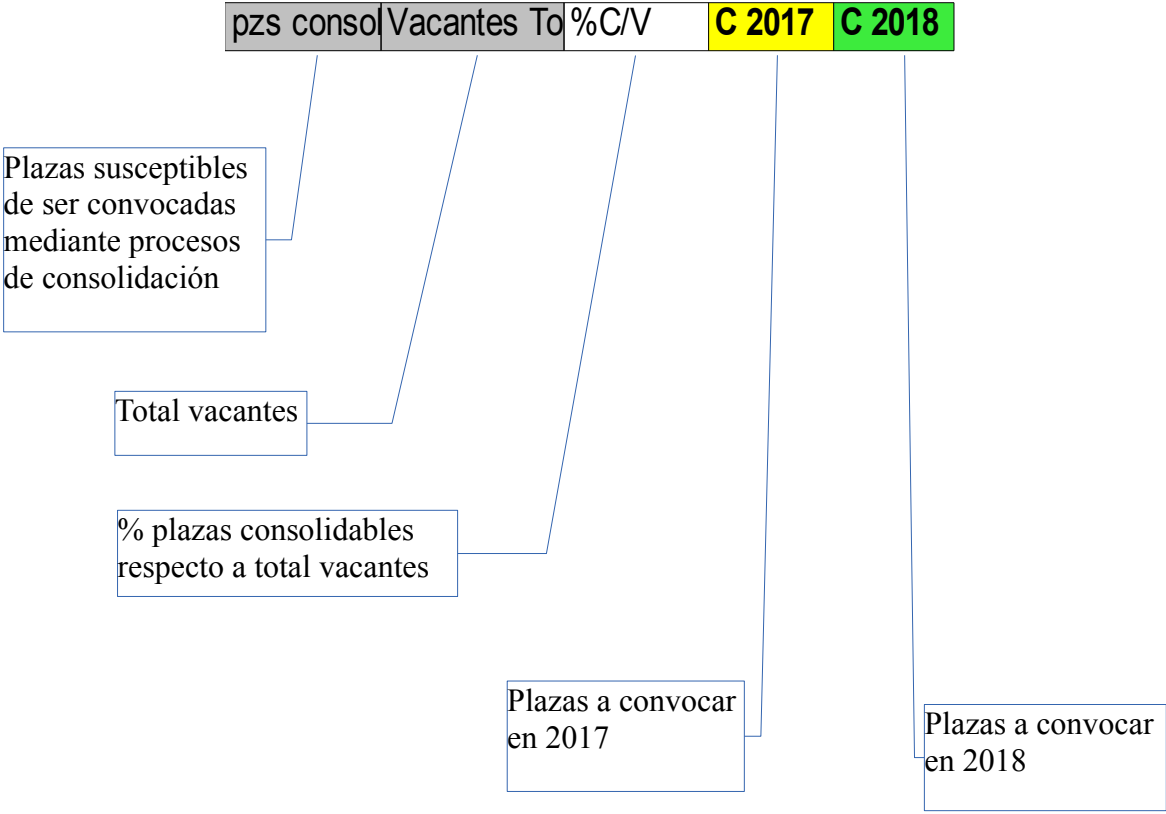 pzs consol Vacantes To %C/V C 2017 C 2018
Plazas susceptibles
de ser convocadas
mediante procesos
de consolidación
Total vacantes
% plazas consolidables
respecto a total vacantes
Plazas a convocar
en 2017
Plazas a convocar
en 2018